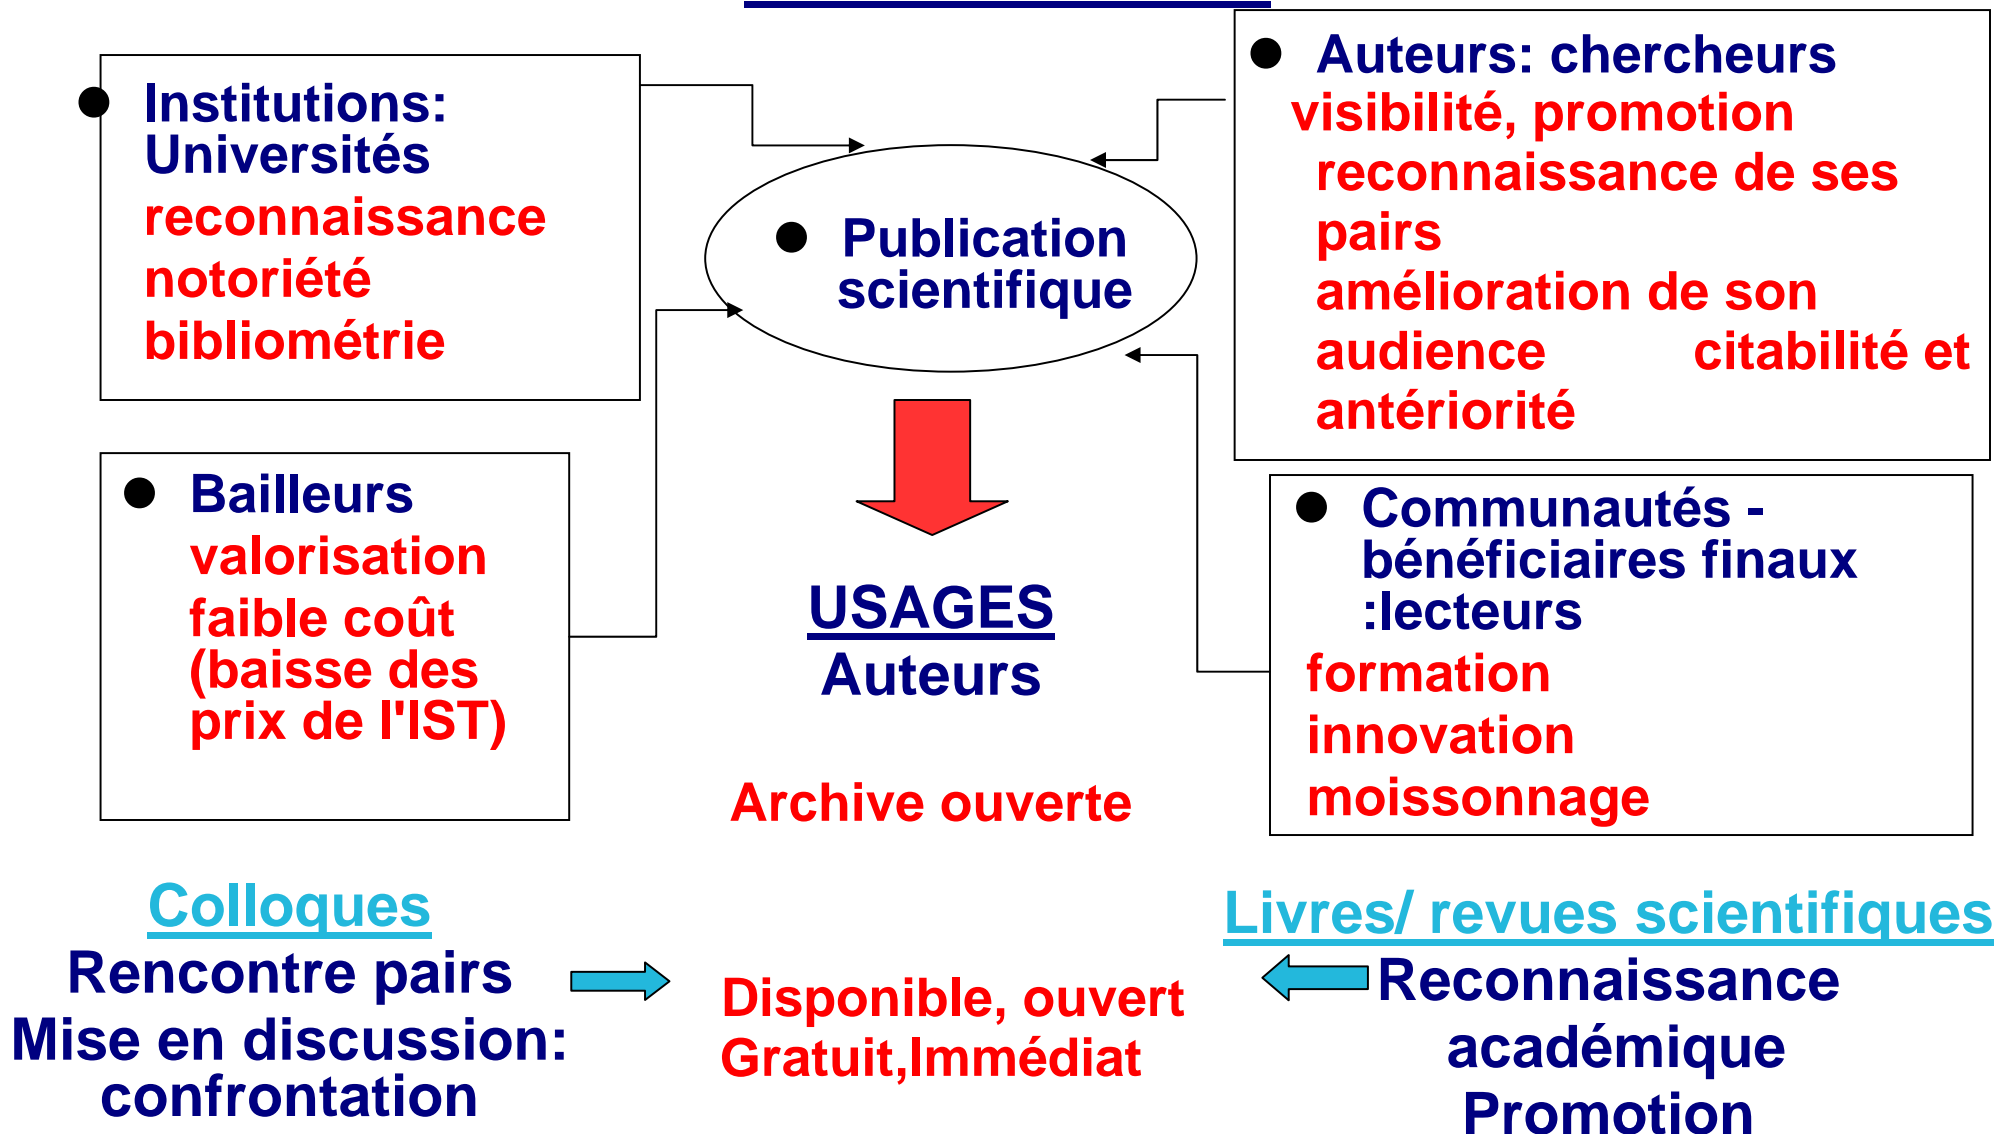 Institutions:
Universités
reconnaissance
notoriété
bibliométrie
Auteurs: chercheurs
visibilité, promotion
reconnaissance de ses
pairs
amélioration de son
audience citabilité et
antériorité
Publication
scientifique
Bailleurs
valorisation
faible coût
(baisse des
prix de l'IST)
Communautés -
bénéficiaires finaux
:lecteurs
formation
innovation
moissonnage
USAGES
Auteurs
Archive ouverte
Colloques
Rencontre pairs
Mise en discussion:
confrontation
Disponible, ouvert
Gratuit,Immédiat
Livres/ revues scientifiques
Reconnaissance
académique
Promotion